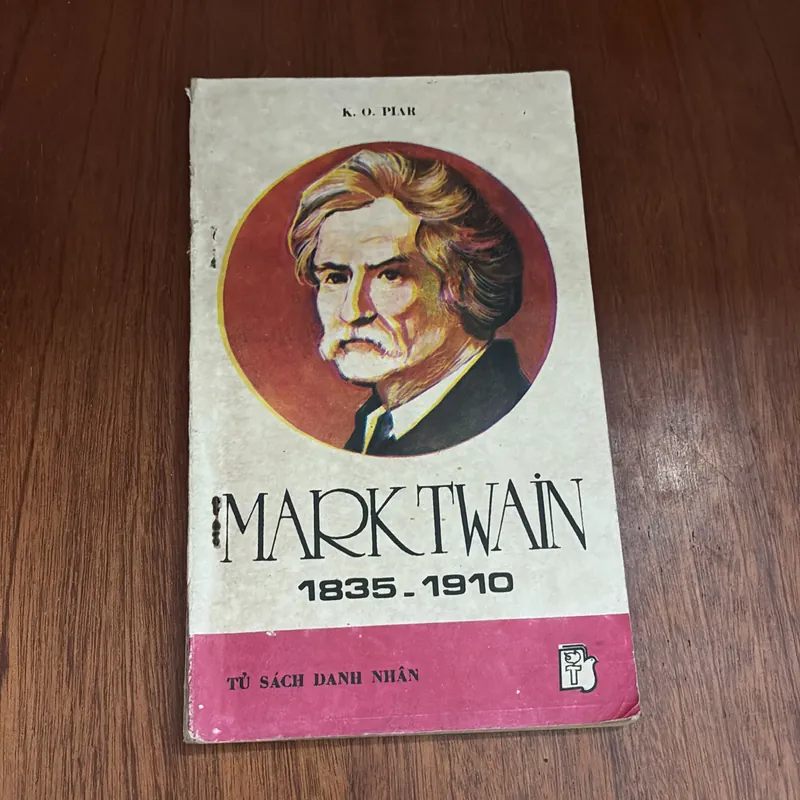 K. O. PIAR
MARK TWAIN
1835 - 1910
TỦ SÁCH DANH NHÂN
T